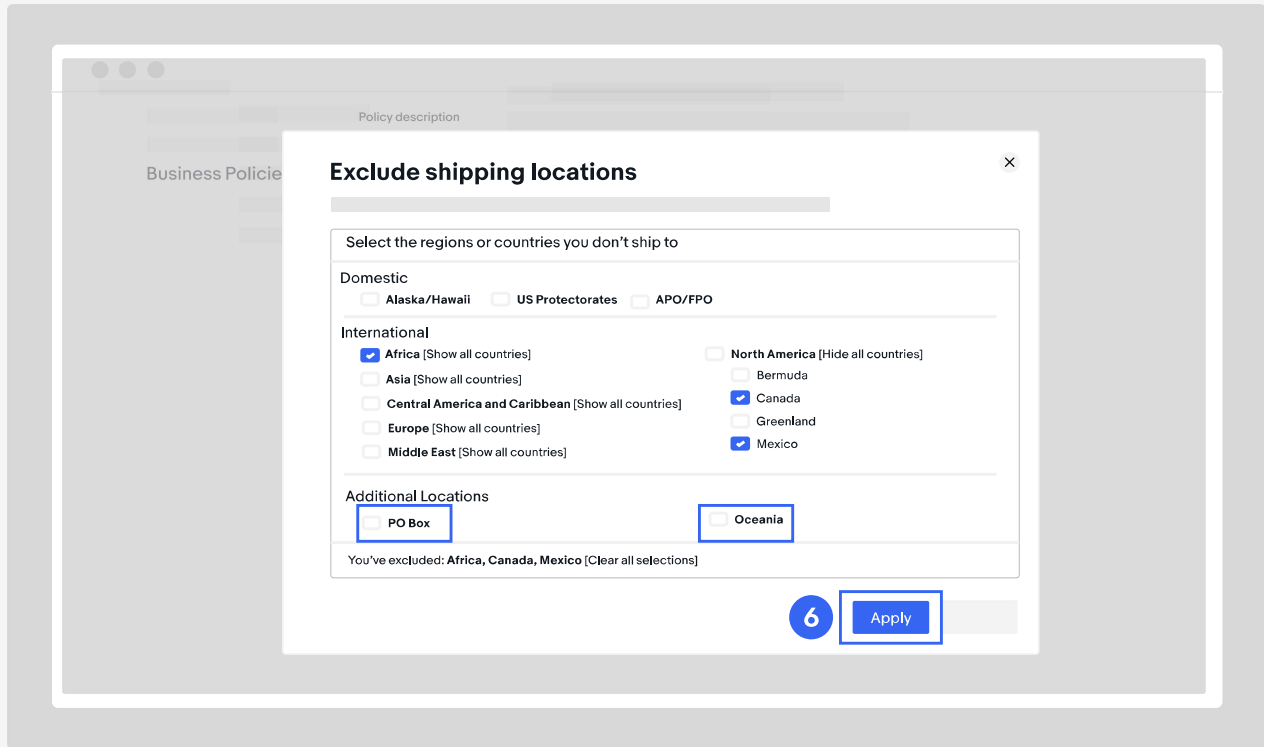 Policy description
Business Policie
Exclude shipping locations
Select the regions or countries you don't ship to
Domestic
Alaska/Hawaii US Protectorates APO/FPO
International
Africa [Show all countries]
Asia [Show all countries]
Central America and Caribbean [Show all countries]
Europe [Show all countries]
Middle East [Show all countries]
North America [Hide all countries]
Bermuda
Canada
Greenland
Mexico
Additional Locations
PO Box
Oceania
You've excluded: Africa, Canada, Mexico [Clear all selections]
6
Apply